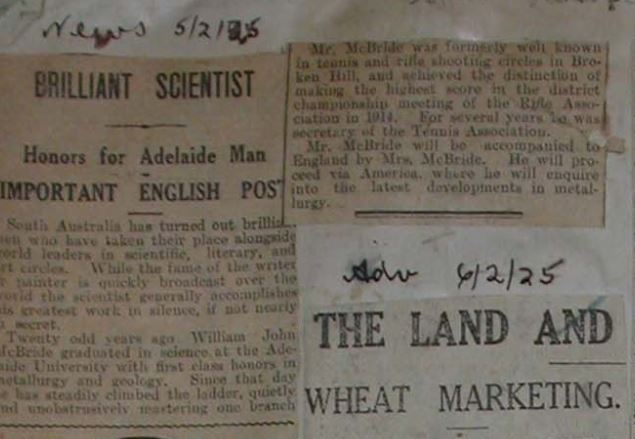 News 5/2/25
BRILLIANT SCIENTIST
Honors for Adelaide Man
IMPORTANT ENGLISH POST
South Australia has turned out brillia
en who have taken their place alongside
orld leaders in scientific, literary, and
rt circles. While the fame of the writer
r painter is quickly broadcast over the
orld the scientist generally accomplishes
is greatest work in silence, if not nearly
secret.
Twenty odd years ago William John
McBride graduated in science at the Ade-
aide University with first class honors in
etallurgy and geology. Since that day
e has steadily climbed the ladder, quietly
nd unobstrusively mastering one branch
Mr. McBride was formerly well known
in tennis and rifle shooting circles in Bro-
ken Hill, and achieved the distinction of
making the highest score in the district
championship meeting of the Rifle Asso-
ciation in 1914. For several years he was
secretary of the Tennis Association.
Mr. McBride will be accompanied to
England by Mrs. McBride. He will pro-
ceed via America, where he will enquire
into the latest developments in metal-
lurgy.
Adv 6/2/25
THE LAND AND
WHEAT MARKETING.